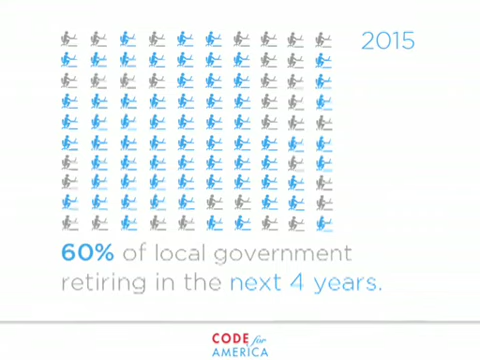 2015
60% of local government
retiring in the next 4 years.
CODE for
AMERICA